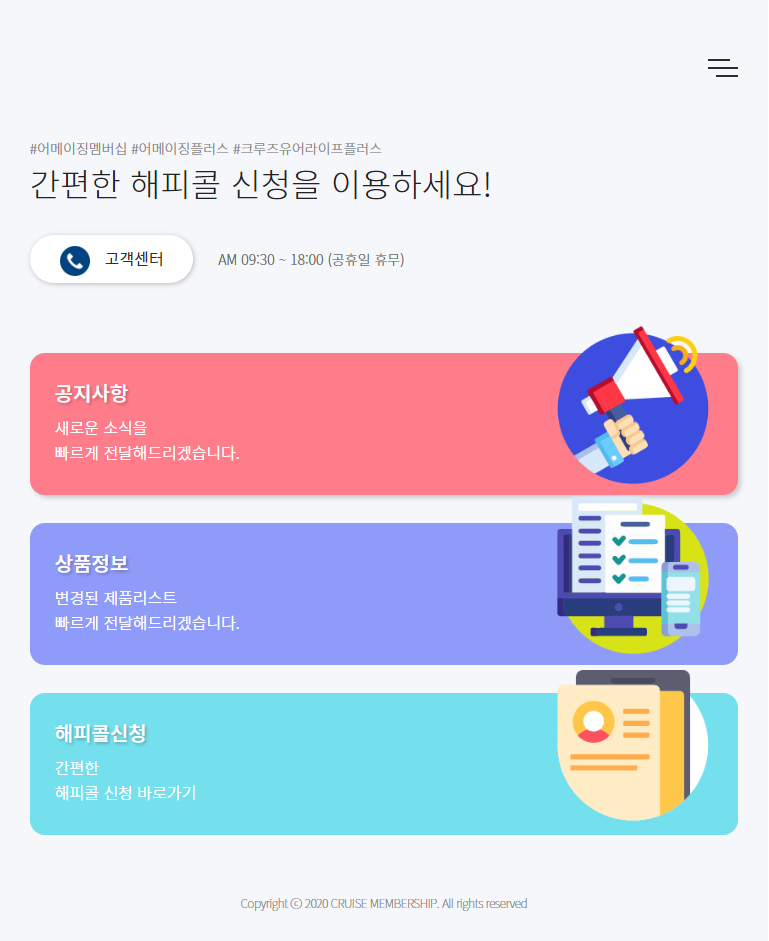 #어메이징멤버십 #어메이징플러스 #크루즈유어라이프플러스
간편한 해피콜 신청을 이용하세요!
고객센터 AM 09:30 ~ 18:00 (공휴일 휴무)
공지사항
새로운 소식을
빠르게 전달해드리겠습니다.
상품정보
변경된 제품리스트
빠르게 전달해드리겠습니다.
해피콜신청
간편한
해피콜 신청 바로가기
Copyright ⓒ 2020 CRUISE MEMBERSHIP. All rights reserved